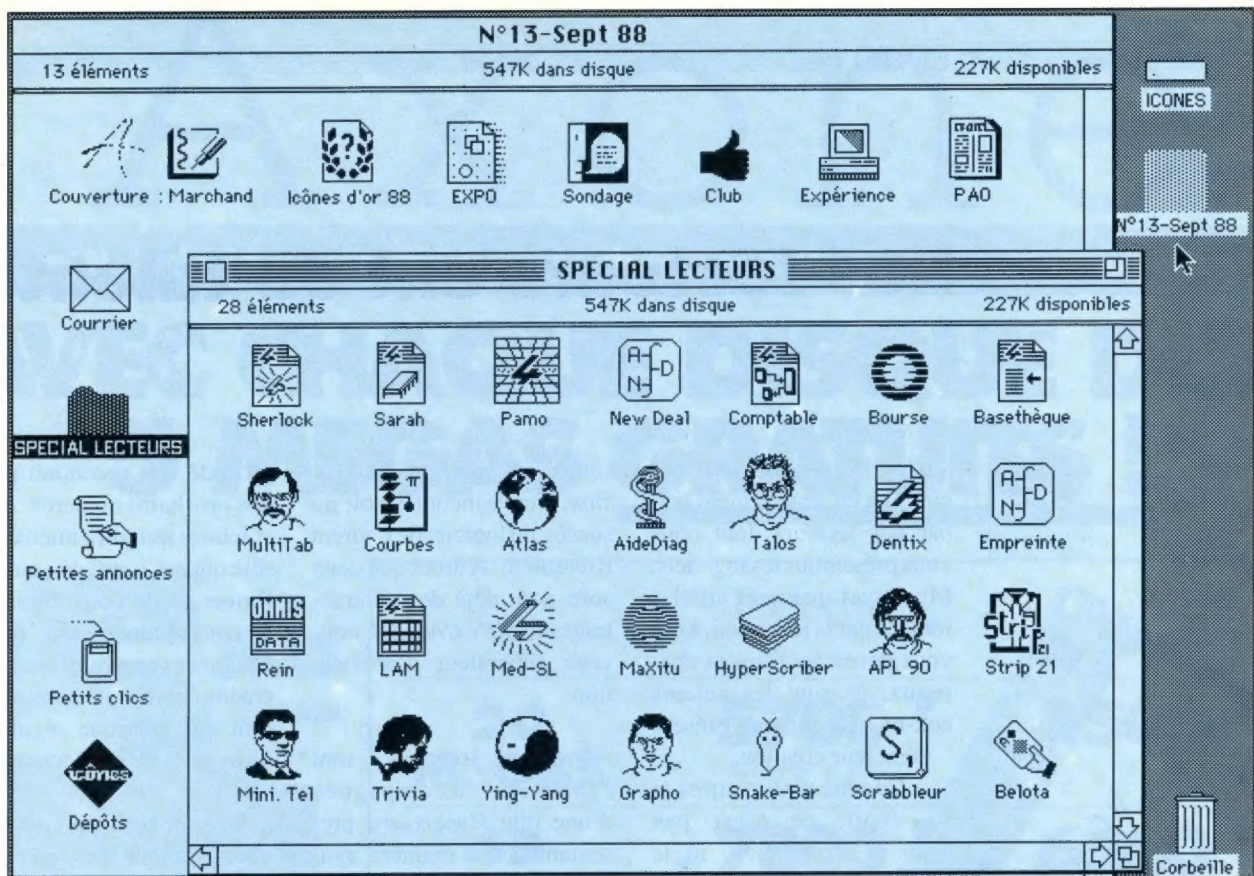 N°13-Sept 88
13 éléments 547K dans disque 227K disponibles
ICONES
Couverture : Marchand Icônes d'or 88 EXPO Sondage Club Expérience PAO
N°13-Sept 88
SPECIAL LECTEURS
28 éléments 547K dans disque 227K disponibles
Courrier
Sherlock Sarah Pamo New Deal Comptable Bourse Basethèque
A F D N
SPECIAL LECTEURS
MultiTab Courbes Atlas AideDiag Talos Dentix Empreinte
A F D N
π
Petites annonces
OMNIS
DATA
Rein LAM Med-SL MaXitu HyperScriber APL 90 Strip 21
Strip 21
Petits clics
Mini. Tel Trivia Ying-Yang Grapho Snake-Bar Scrabbleur Belota
S
icônes
Dépôts
Corbeille